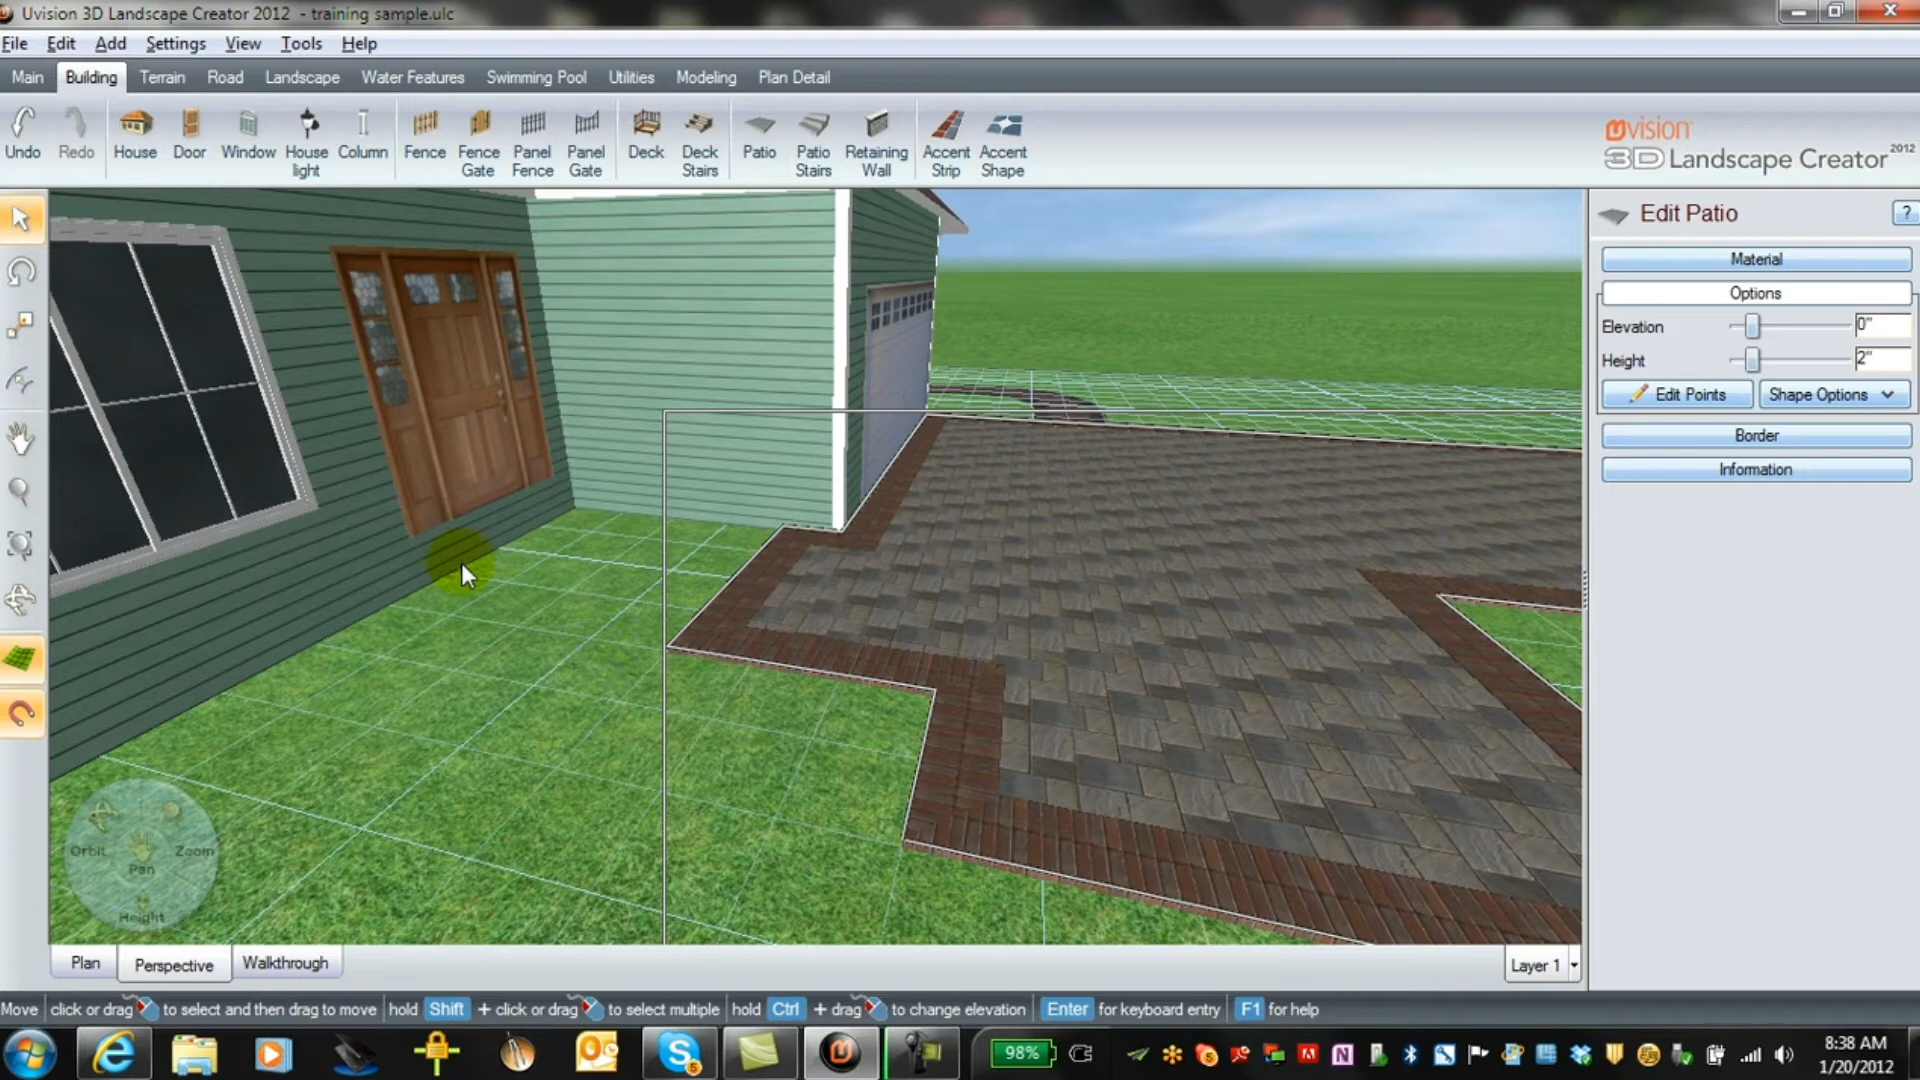 Uvision 3D Landscape Creator 2012 - training sample.ulc
File Edit Add Settings View Tools Help
Main Building Terrain Road Landscape Water Features Swimming Pool Utilities Modeling Plan Detail
Undo Redo House Door Window House light Column Fence Fence Gate Panel Fence Panel Gate Deck Deck Stairs Patio Patio Stairs Retaining Wall Accent Strip Accent Shape
uvision
3D Landscape Creator 2012
Edit Patio ?
Material
Options
Elevation 0"
Height 2"
Edit Points Shape Options
Border
Information
Orbit Zoom
Pan
Height
Plan Perspective Walkthrough Layer 1
Move click or drag to select and then drag to move hold Shift + click or drag to select multiple hold Ctrl + drag to change elevation Enter for keyboard entry F1 for help
98%
8:38 AM
1/20/2012